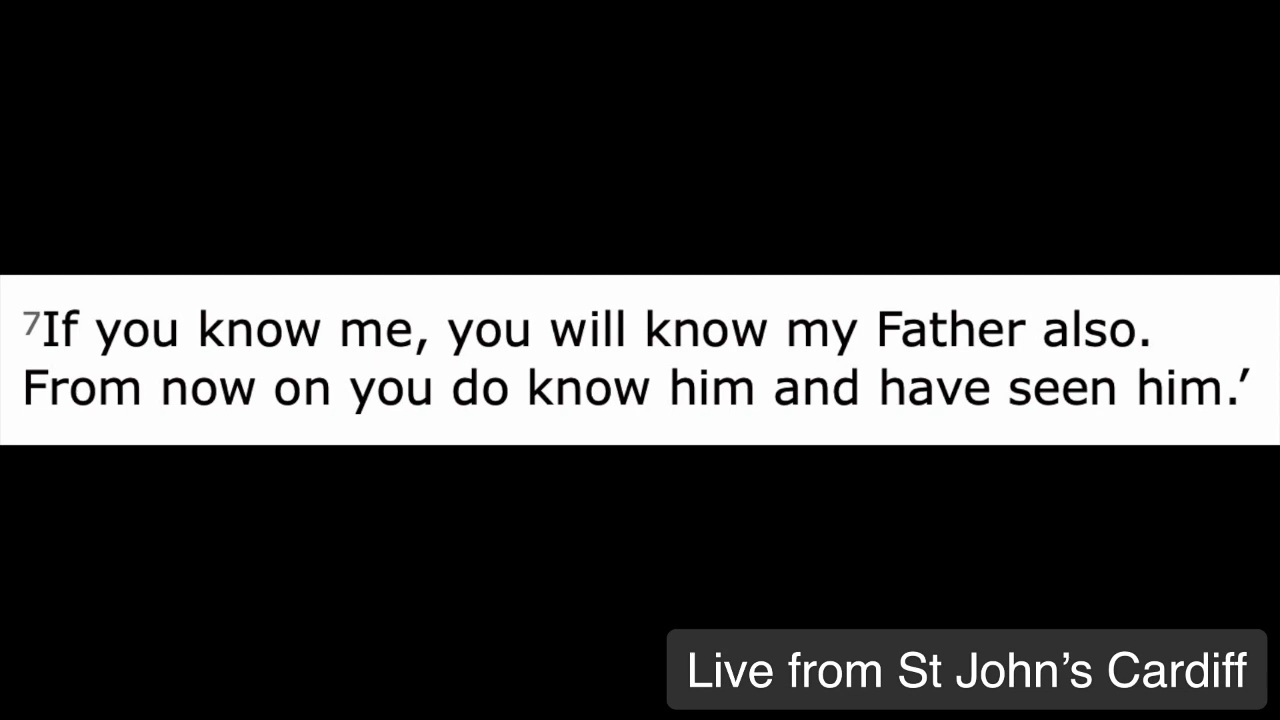 7If you know me, you will know my Father also.
From now on you do know him and have seen him.’
Live from St John’s Cardiff